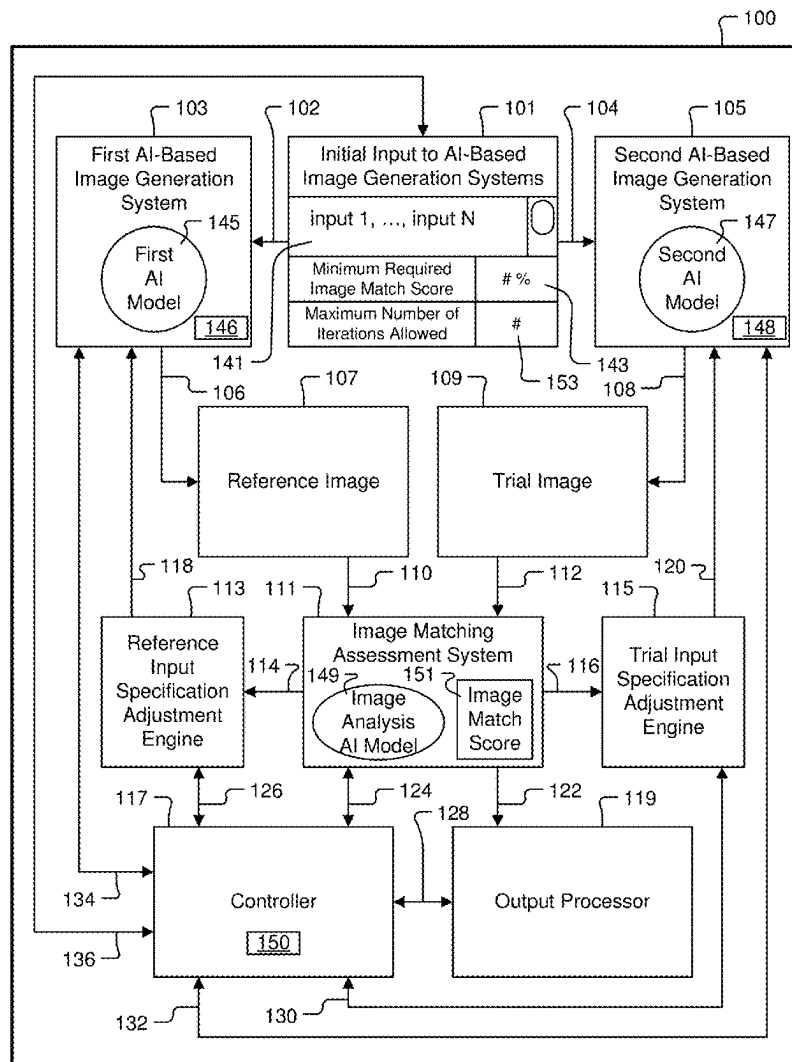 100
103
102
101
104
105
First AI-Based
Image Generation
System
145
First
AI
Model
146
Initial Input to AI-Based
Image Generation Systems
input 1, ..., input N
Minimum Required
Image Match Score
# %
Maximum Number of
Iterations Allowed
#
Second AI-Based
Image Generation
System
147
Second
AI
Model
148
141
143
153
106
107
109
108
Reference Image
Trial Image
118
113
110
111
112
120
115
Reference
Input
Specification
Adjustment
Engine
114
Image Matching
Assessment System
149
Image
Analysis
AI Model
151
Image
Match
Score
116
Trial Input
Specification
Adjustment
Engine
117
126
124
122
128
119
Controller
150
Output Processor
134
136
132
130